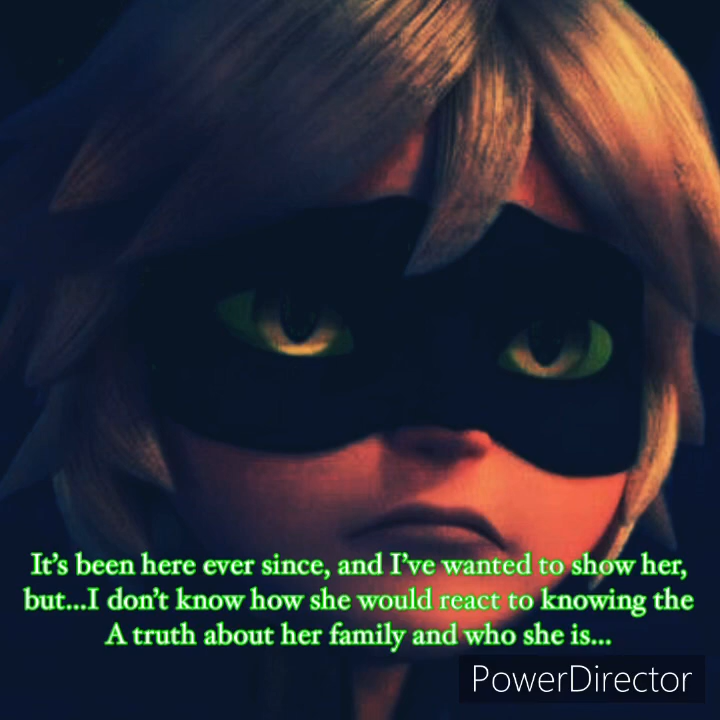 It’s been here ever since, and I’ve wanted to show her,
but...I don’t know how she would react to knowing the
A truth about her family and who she is...
PowerDirector